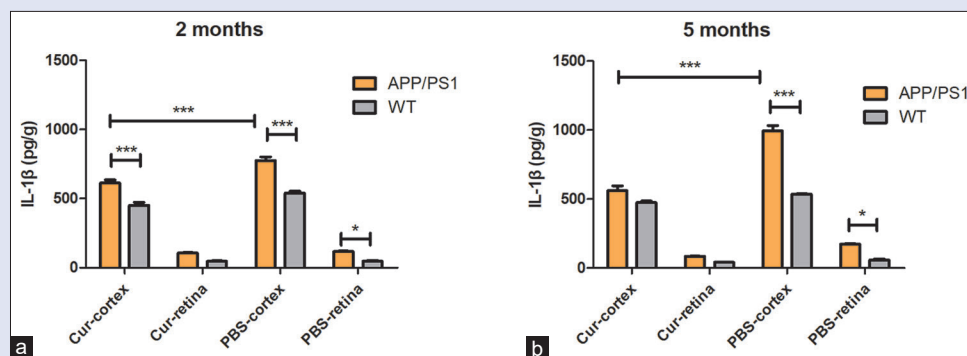 2 months
1500
1000
500
0
IL-1β (pg/g)
***
***
***
*
APP/PS1
WT
Cur-cortex
Cur-retina
PBS-cortex
PBS-retina
a
5 months
1500
1000
500
0
IL-1β (pg/g)
***
***
*
APP/PS1
WT
Cur-cortex
Cur-retina
PBS-cortex
PBS-retina
b